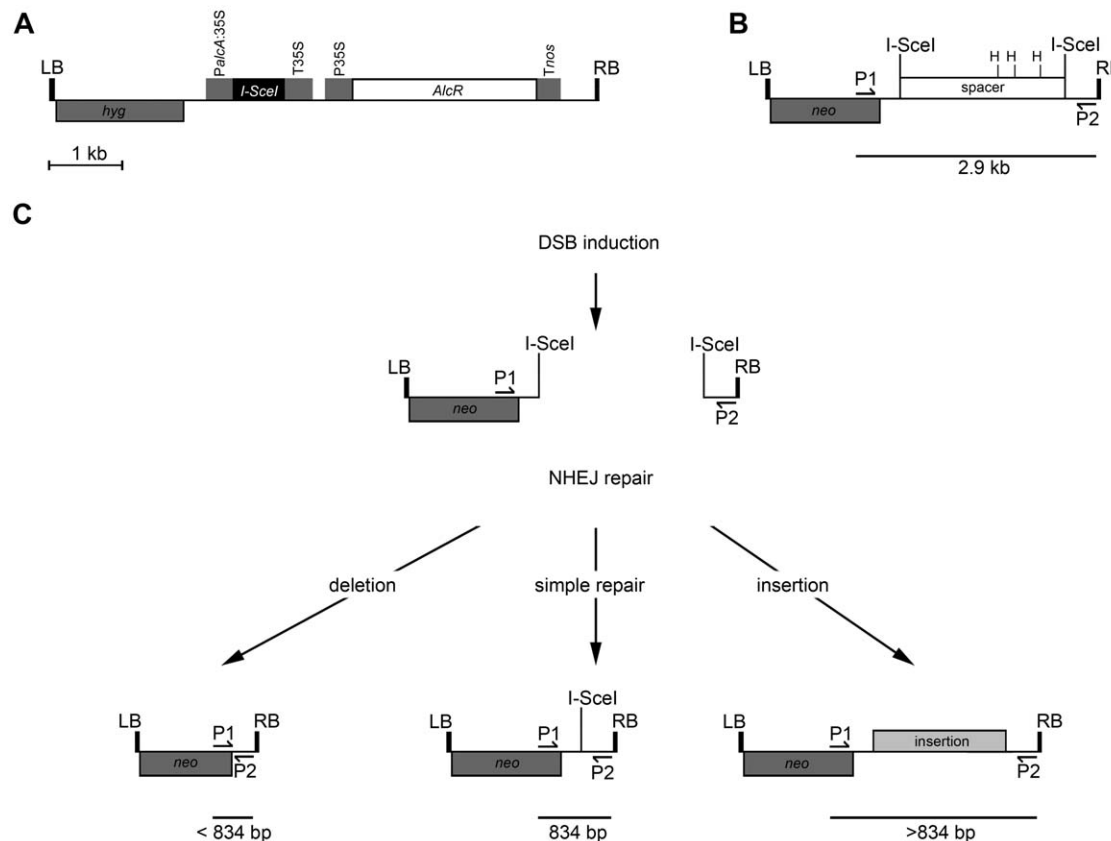 A
LB
PalcA:35S
I-SceI
T35S
P35S
AlcR
Tnos
RB
hyg
1 kb
B
LB
P1
I-SceI
H H H
I-SceI
spacer
neo
P2
2.9 kb
C
DSB induction
LB
P1
I-SceI
neo
I-SceI
RB
P2
NHEJ repair
deletion
simple repair
insertion
LB
P1
RB
neo
P2
< 834 bp
LB
P1
I-SceI
RB
neo
P2
834 bp
LB
P1
insertion
RB
neo
P2
>834 bp